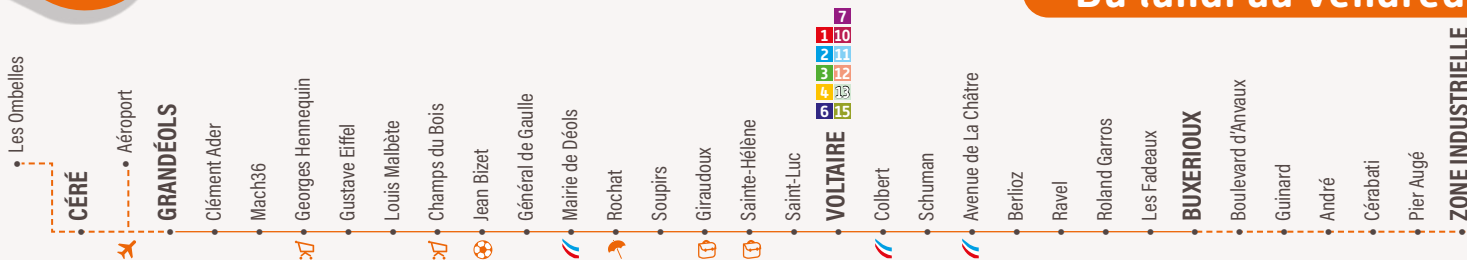 Du lundi au vendredi
Les Ombelles
CÉRÉ
Aéroport
GRANDÉOLS
Clément Ader
Mach36
Georges Hennequin
Gustave Eiffel
Louis Malbète
Champs du Bois
Jean Bizet
Général de Gaulle
Mairie de Déols
Rochat
Soupirs
Giraudoux
Sainte-Hélène
Saint-Luc
7
1 10
2 11
3 12
4 13
6 15
VOLTAIRE
Colbert
Schuman
Avenue de La Châtre
Berlioz
Ravel
Roland Garros
Les Fadeaux
BUXERIOUX
Boulevard d'Anvaux
Guinard
André
Cérabati
Pier Augé
ZONE INDUSTRIELLE